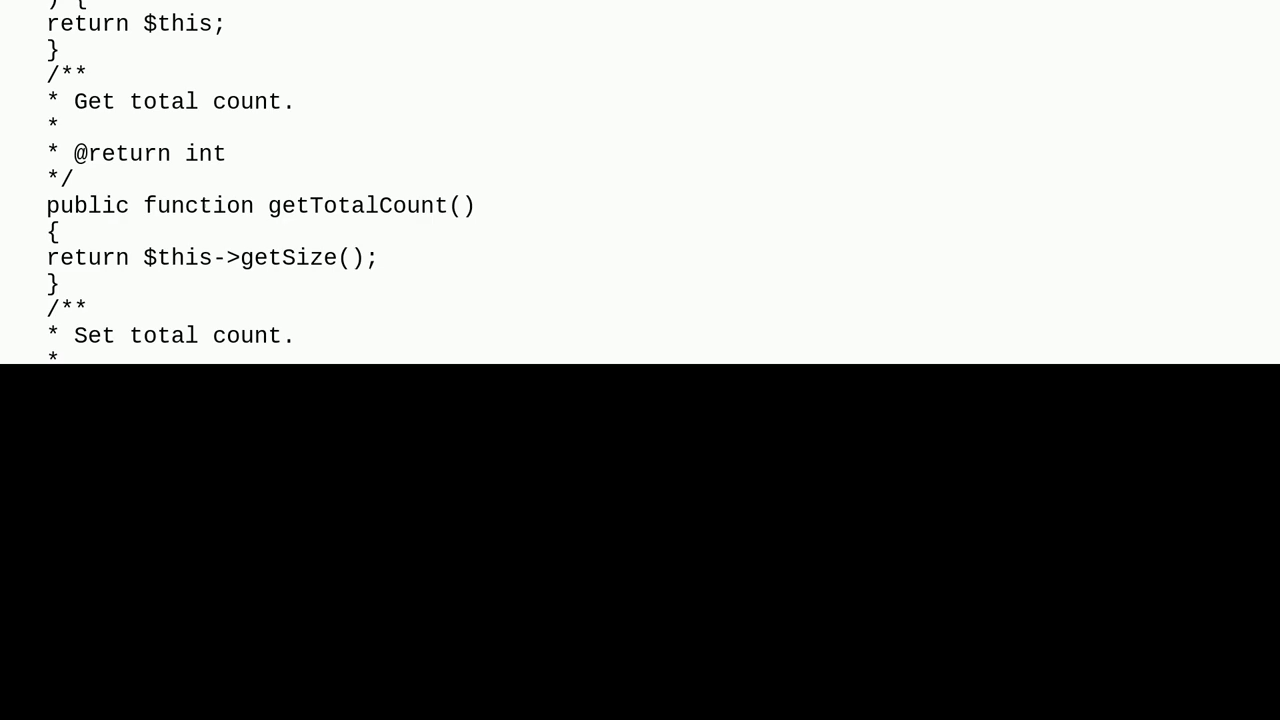 ) {
return $this;
}
/**
* Get total count.
*
* @return int
*/
public function getTotalCount()
{
return $this->getSize();
}
/**
* Set total count.
*